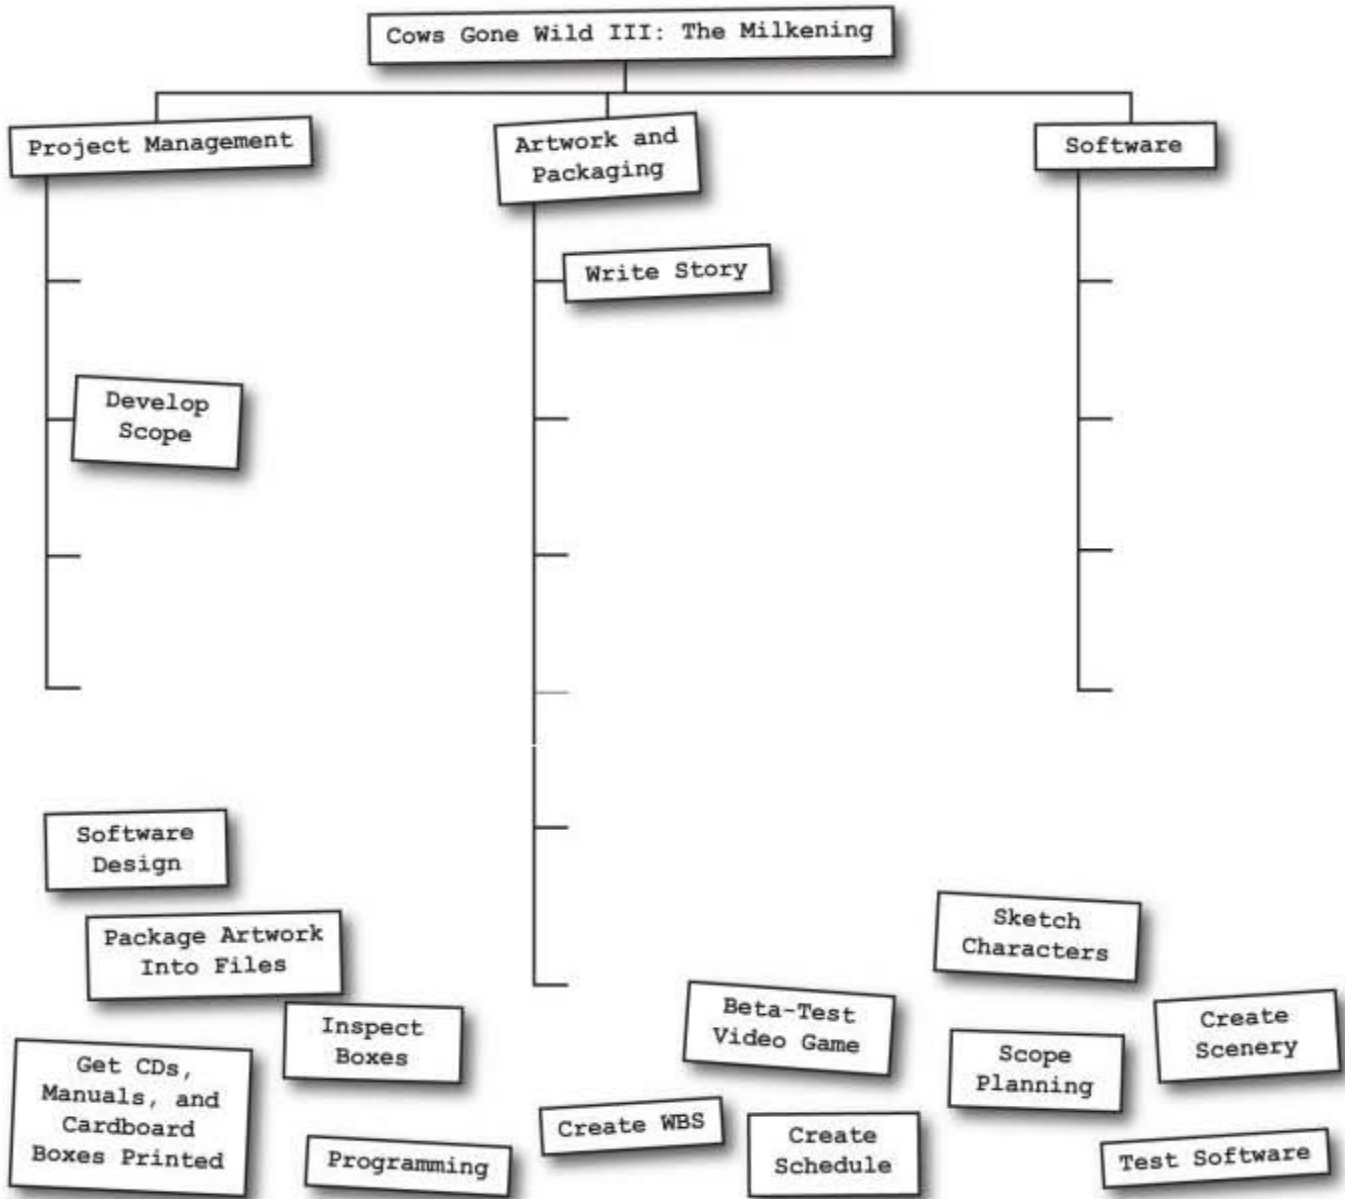 Cows Gone Wild III: The Milkening
Project Management
Artwork and
Packaging
Software
Write Story
Develop
Scope
Software
Design
Package Artwork
Into Files
Inspect
Boxes
Get CDs,
Manuals, and
Cardboard
Boxes Printed
Programming
Create WBS
Beta-Test
Video Game
Create
Schedule
Sketch
Characters
Scope
Planning
Create
Scenery
Test Software